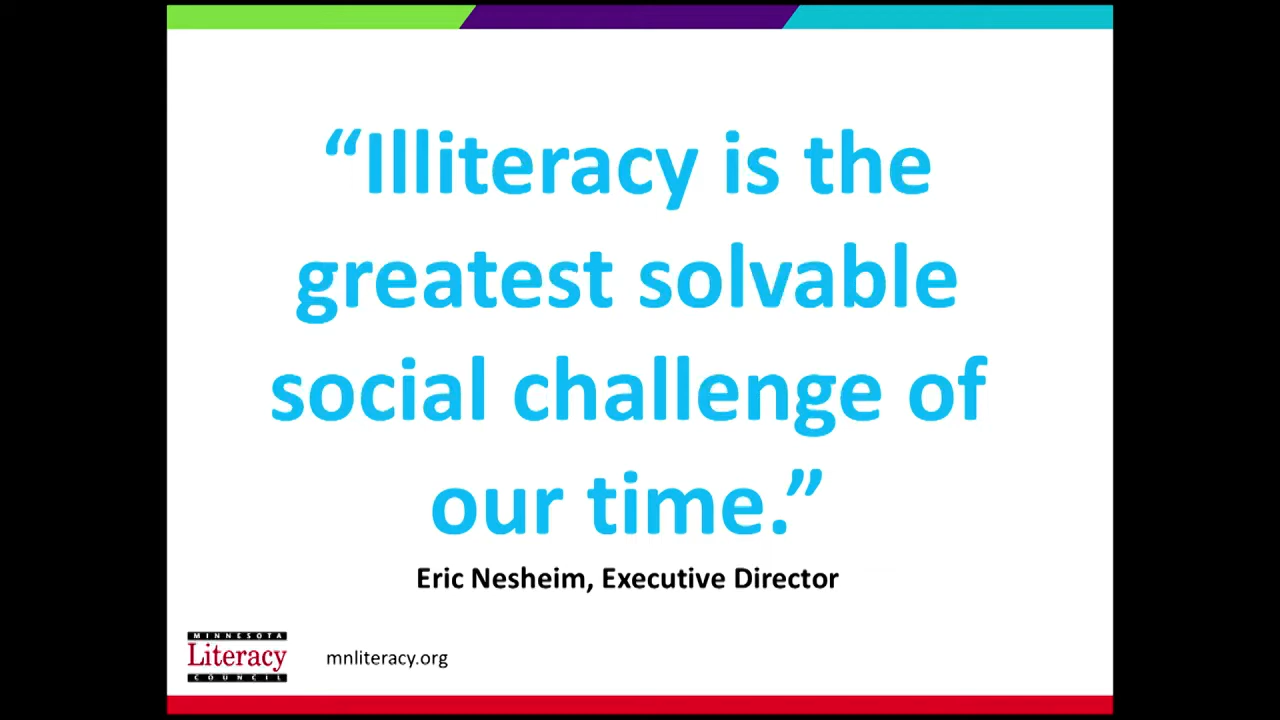 “Illiteracy is the
greatest solvable
social challenge of
our time.”
Eric Nesheim, Executive Director
MINNESOTA
Literacy
COUNCIL
mnliteracy.org